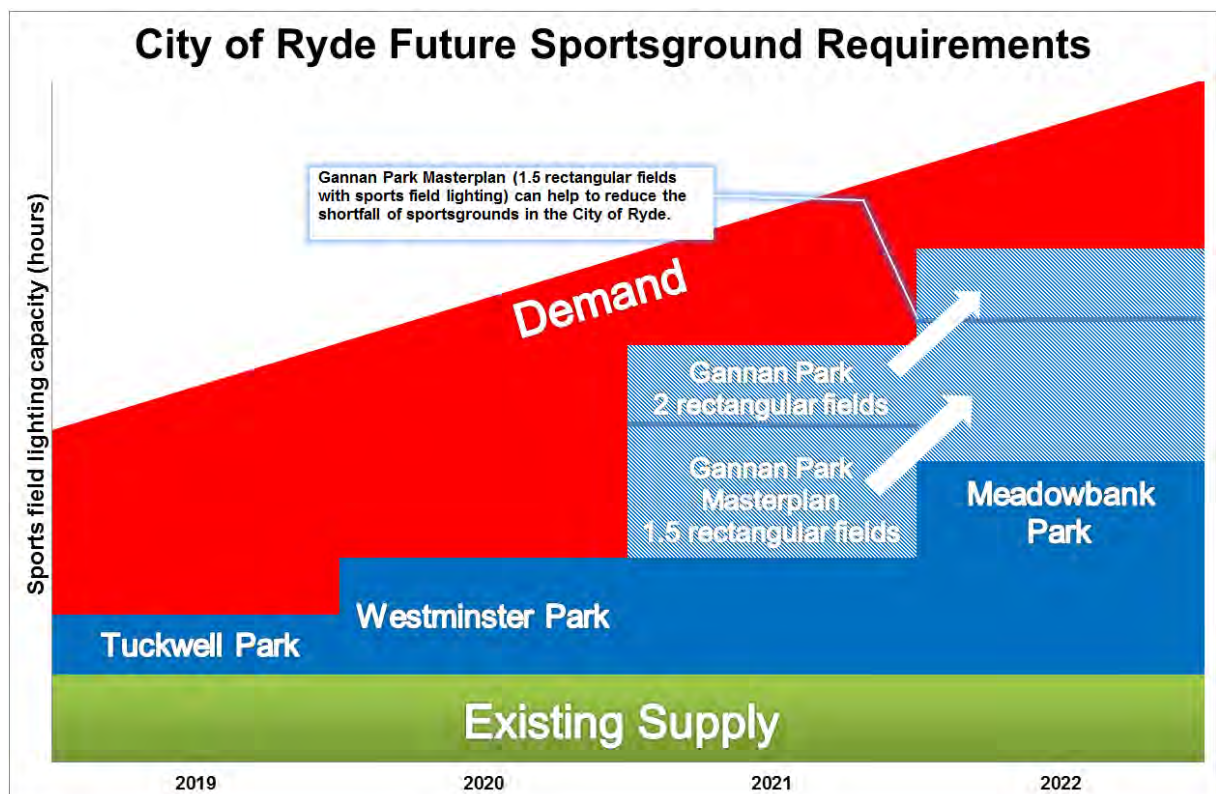 City of Ryde Future Sportsground Requirements
Gannan Park Masterplan (1.5 rectangular fields
with sports field lighting) can help to reduce the
shortfall of sportsgrounds in the City of Ryde.
Sports field lighting capacity (hours)
Demand
Gannan Park
2 rectangular fields
Gannan Park
Masterplan
1.5 rectangular fields
Meadowbank
Park
Westminster Park
Tuckwell Park
Existing Supply
2019
2020
2021
2022